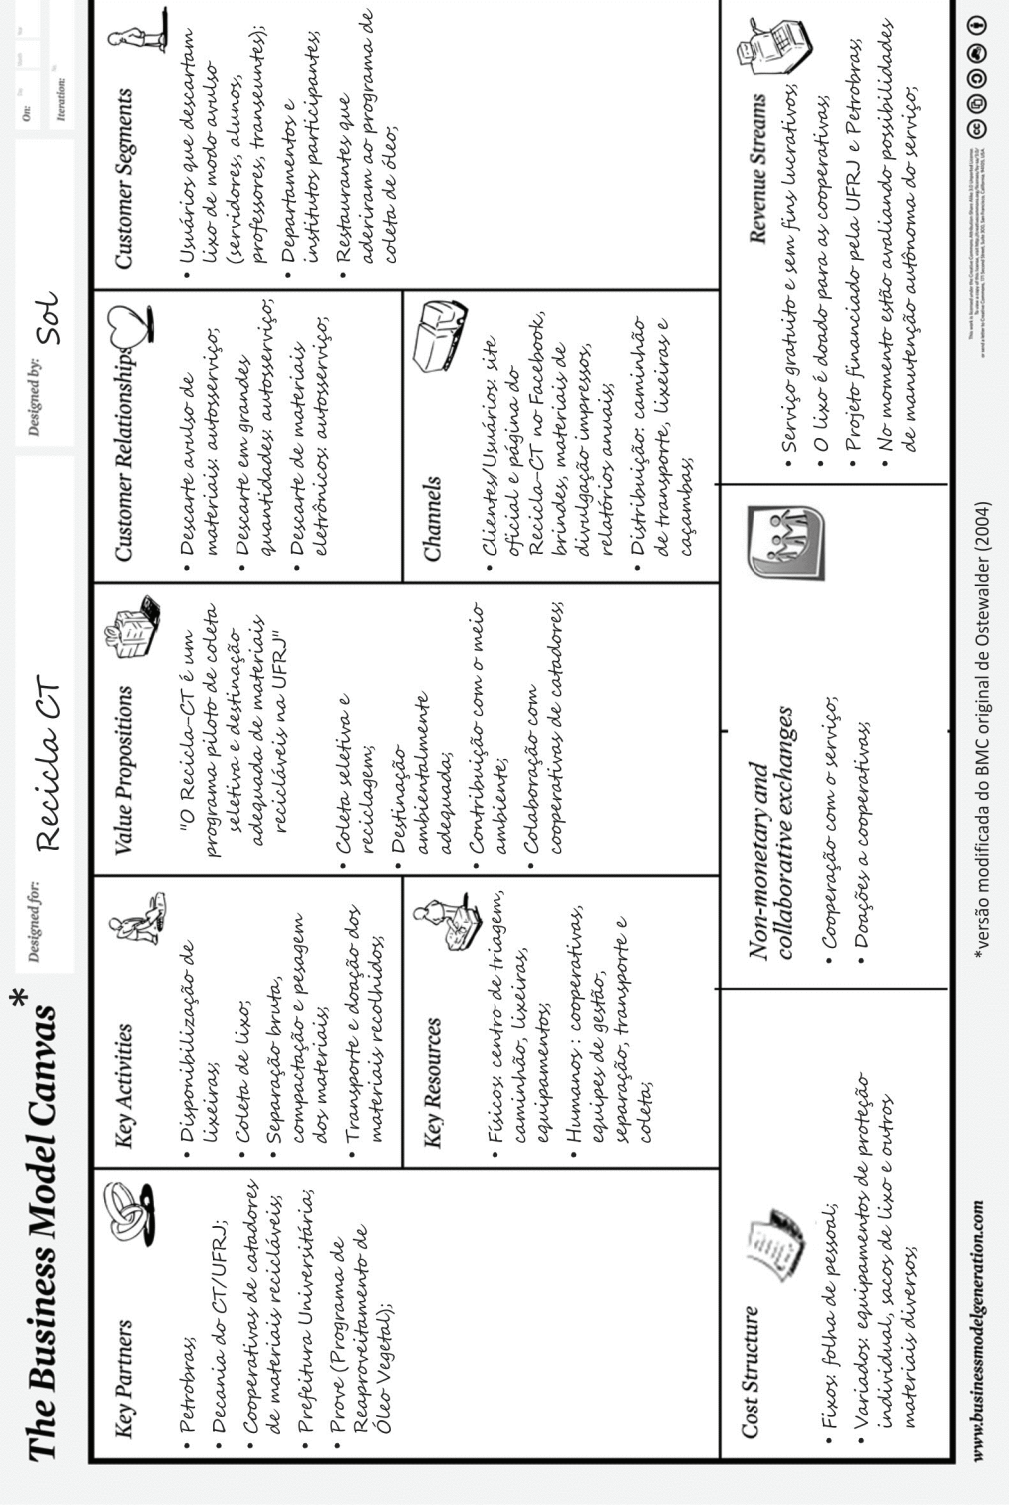 The Business Model Canvas *
Designed for:
Recicla CT
Designed by:
Sol
On:
Iteration:
Key Partners
• Petrobras;
• Decania do CT/UFRJ;
• Cooperativas de catadores
de materiais recicláveis;
• Prefeitura Universitária;
• Prove (Programa de
Reaproveitamento de
Óleo Vegetal);
Key Activities
• Disponibilização de
lixeiras;
• Coleta de lixo;
• Separação bruta,
compactação e pesagem
dos materiais;
• Transporte e doação dos
materiais recolhidos;
Key Resources
• Físicos: centro de triagem,
caminhão, lixeiras,
equipamentos;
• Humanos : cooperativas,
equipes de gestão,
separação, transporte e
coleta;
Value Propositions
"O Recicla-CT é um
programa piloto de coleta
seletiva e destinação
adequada de materiais
recicláveis na UFRJ"
• Coleta seletiva e
reciclagem;
• Destinação
ambientalmente
adequada;
• Contribuição com o meio
ambiente;
• Colaboração com
cooperativas de catadores;
Customer Relationships
• Descarte avulso de
materiais: autosserviço;
• Descarte em grandes
quantidades: autosserviço;
• Descarte de materiais
eletrônicos: autosserviço;
Channels
• Clientes/Usuários: site
oficial e página do
Recicla-CT no Facebook,
brindes, materiais de
divulgação impressos,
relatórios anuais;
• Distribuição: caminhão
de transporte, lixeiras e
caçambas;
Customer Segments
• Usuários que descartam
lixo de modo avulso
(servidores, alunos,
professores, transeuntes);
• Departamentos e
institutos participantes;
• Restaurantes que
aderiram ao programa de
coleta de óleo;
Cost Structure
• Fixos: folha de pessoal;
• Variados: equipamentos de proteção
individual, sacos de lixo e outros
materiais diversos;
Non-monetary and
collaborative exchanges
• Cooperação com o serviço;
• Doações a cooperativas;
Revenue Streams
• Serviço gratuito e sem fins lucrativos;
• O lixo é doado para as cooperativas;
• Projeto financiado pela UFRJ e Petrobras;
• No momento estão avaliando possibilidades
de manutenção autônoma do serviço;
www.businessmodelgeneration.com
*versão modificada do BMC original de Ostewalder (2004)